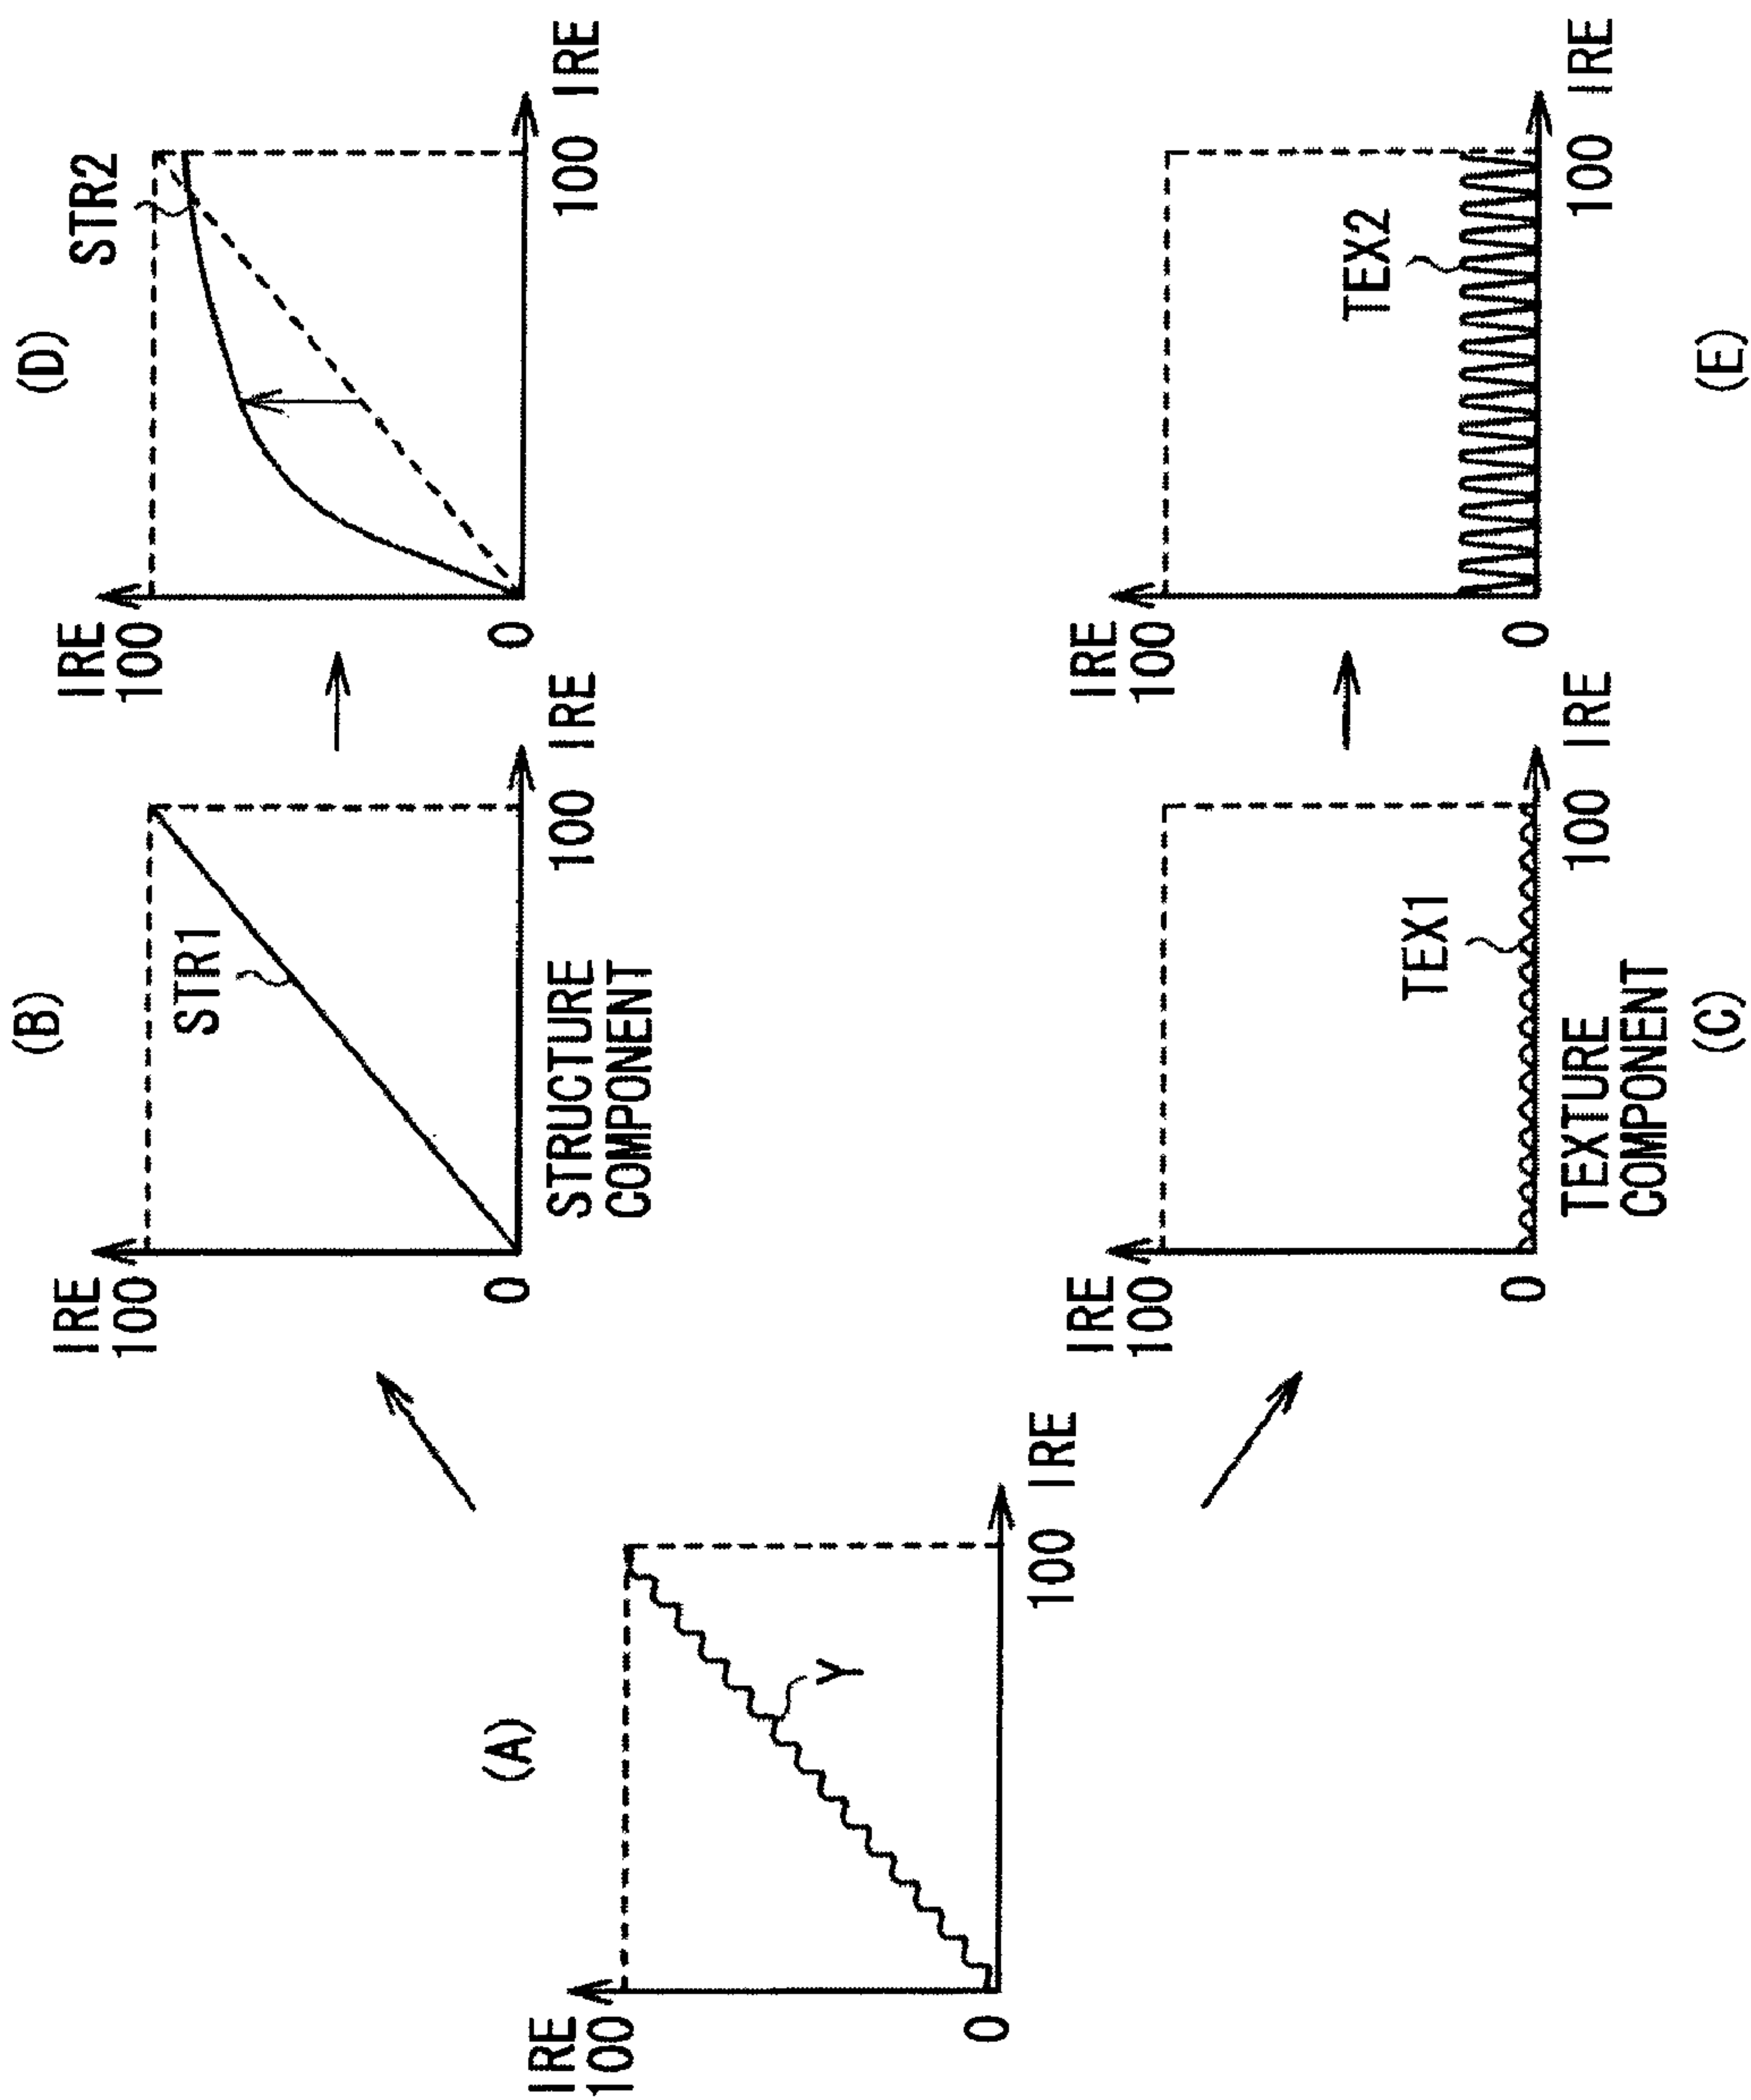 (A)
IRE
100
Y
0
100 IRE
(B)
IRE
100
STR1
0
100 IRE
STRUCTURE
COMPONENT
(D)
IRE
100
STR2
0
100 IRE
IRE
100
TEX1
0
100 IRE
TEXTURE
COMPONENT
(C)
IRE
100
TEX2
0
100 IRE
(E)